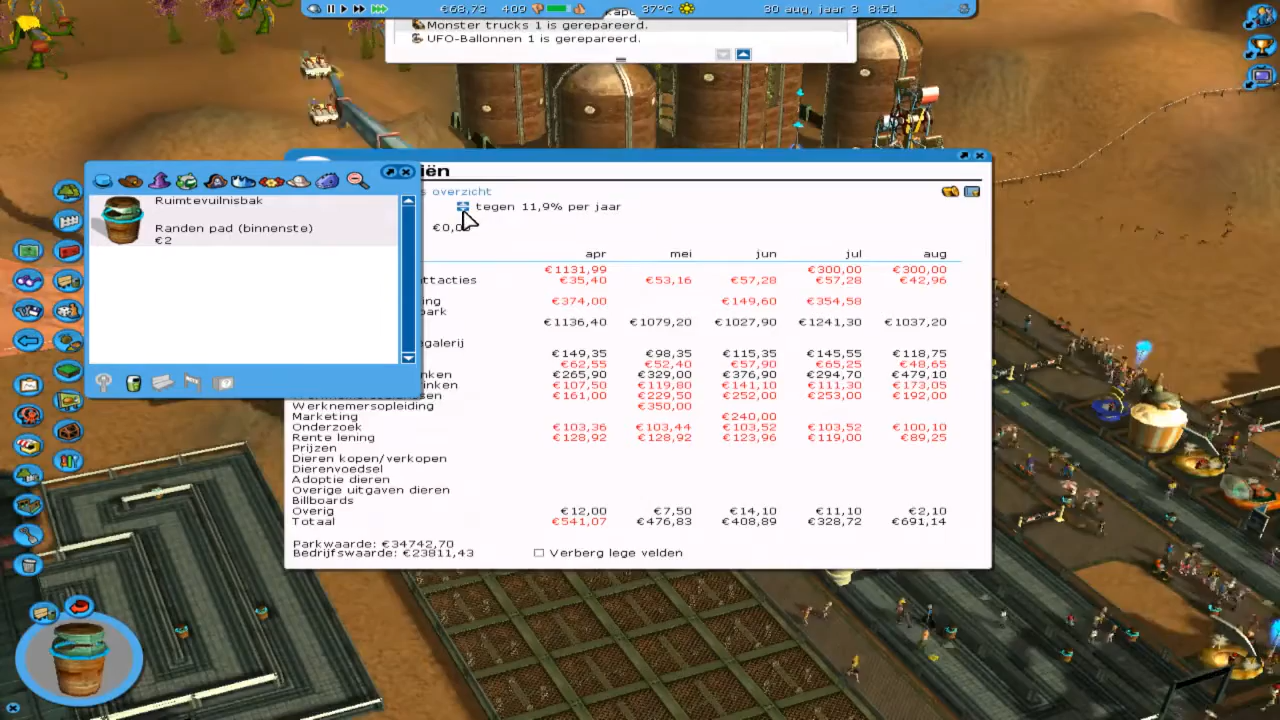 €68,73 409 37°C 30 aug, jaar 3 8:51
Monster trucks 1 is gerepareerd.
UFO-Ballonnen 1 is gerepareerd.
iën
s overzicht
tegen 11,9% per jaar
€0,0
Ruimtevuilnisbak
Randen pad (binnenste)
€2
apr mei jun jul aug
€1131,99 €300,00 €300,00
ttacties €35,40 €53,16 €57,28 €57,28 €42,96
ing €374,00 €149,60 €354,58
park
€1136,40 €1079,20 €1027,90 €1241,30 €1037,20
egalerij
€149,35 €98,35 €115,35 €145,55 €118,75
€62,55 €52,40 €57,90 €65,25 €48,65
nken €265,90 €329,00 €376,90 €294,70 €479,10
inken €107,50 €119,80 €141,10 €111,30 €173,05
sen €161,00 €229,50 €252,00 €253,00 €192,00
Werknemersopleiding €350,00
Marketing €240,00
Onderzoek €103,36 €103,44 €103,52 €103,52 €100,10
Rente lening €128,92 €128,92 €123,96 €119,00 €89,25
Prijzen
Dieren kopen/verkopen
Dierenvoedsel
Adoptie dieren
Overige uitgaven dieren
Billboards
Overig €12,00 €7,50 €14,10 €11,10 €2,10
Totaal €541,07 €476,83 €408,89 €328,72 €691,14
Parkwaarde: €34742,70
Bedrijfswaarde: €23811,43
Verberg lege velden